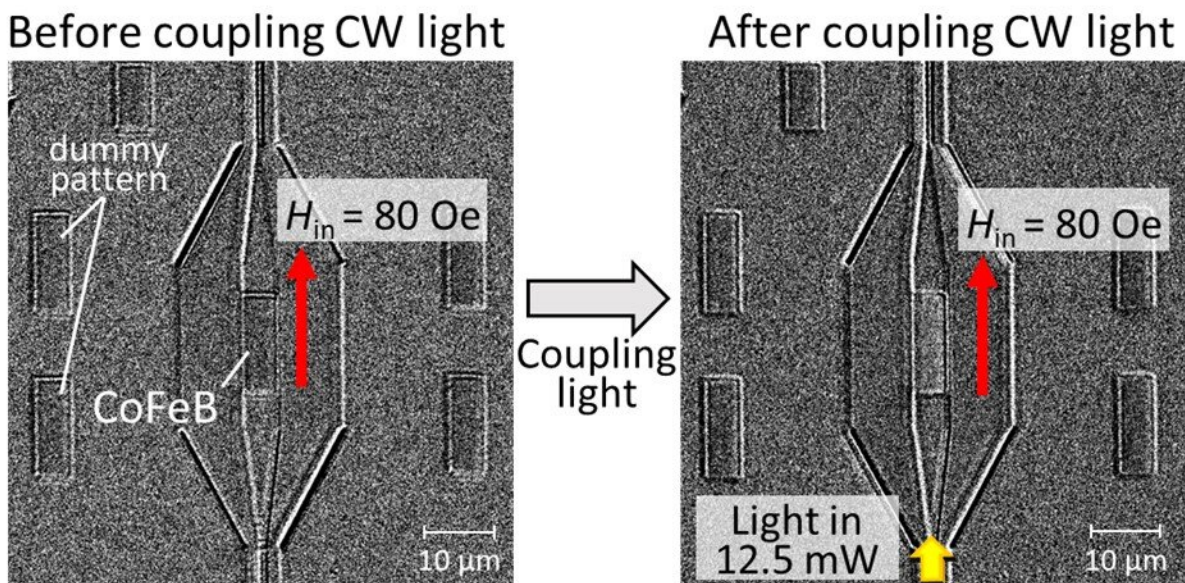 Before coupling CW light
After coupling CW light
dummy
pattern
H_in = 80 Oe
CoFeB
10 μm
Coupling
light
H_in = 80 Oe
Light in
12.5 mW
10 μm